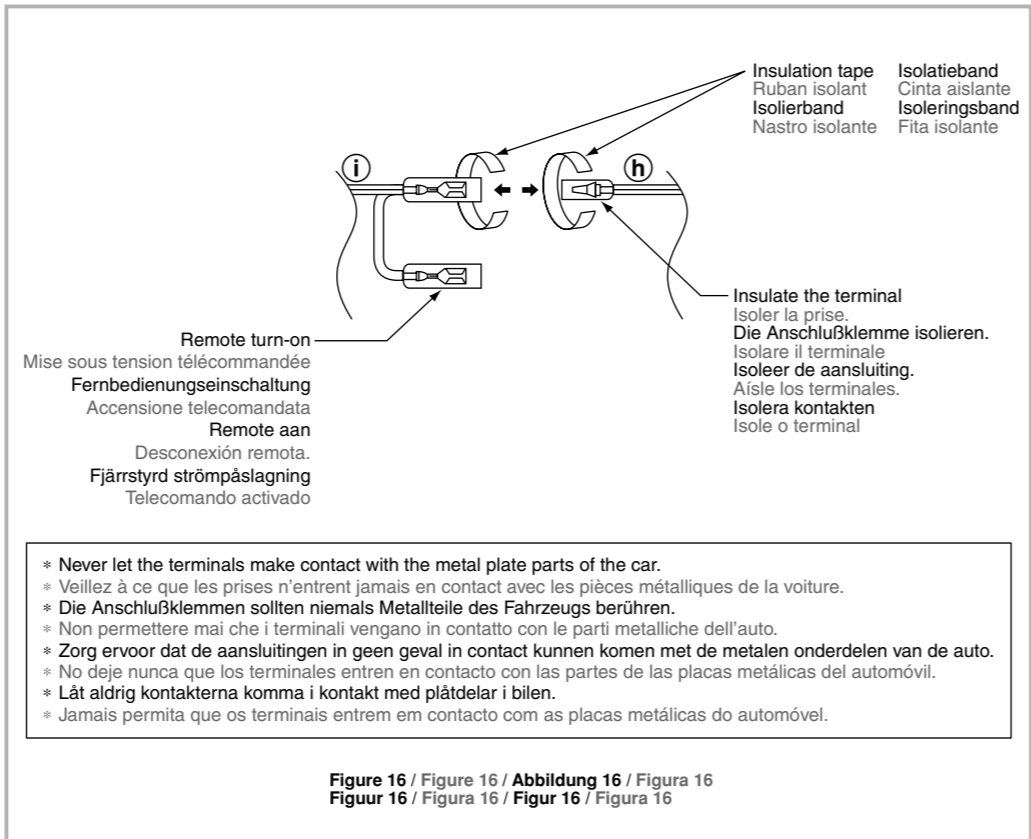 Insulation tape
Ruban isolant
Isolierband
Nastro isolante
Isolatieband
Cinta aislante
Isoleringsband
Fita isolante
i
h
Remote turn-on
Mise sous tension télécommandée
Fernbedienungseinschaltung
Accensione telecomandata
Remote aan
Desconexión remota.
Fjärrstyrd strömpåslagning
Telecomando activado
Insulate the terminal
Isoler la prise.
Die Anschlußklemme isolieren.
Isolare il terminale
Isoleer de aansluiting.
Aísle los terminales.
Isolera kontakten
Isole o terminal
* Never let the terminals make contact with the metal plate parts of the car.
* Veillez à ce que les prises n'entrent jamais en contact avec les pièces métalliques de la voiture.
* Die Anschlußklemmen sollten niemals Metallteile des Fahrzeugs berühren.
* Non permettere mai che i terminali vengano in contatto con le parti metalliche dell'auto.
* Zorg ervoor dat de aansluitingen in geen geval in contact kunnen komen met de metalen onderdelen van de auto.
* No deje nunca que los terminales entren en contacto con las partes de las placas metálicas del automóvil.
* Låt aldrig kontakterna komma i kontakt med plåtdelar i bilen.
* Jamais permita que os terminais entrem em contacto com as placas metálicas do automóvel.
Figure 16 / Figure 16 / Abbildung 16 / Figura 16
Figuur 16 / Figura 16 / Figur 16 / Figura 16